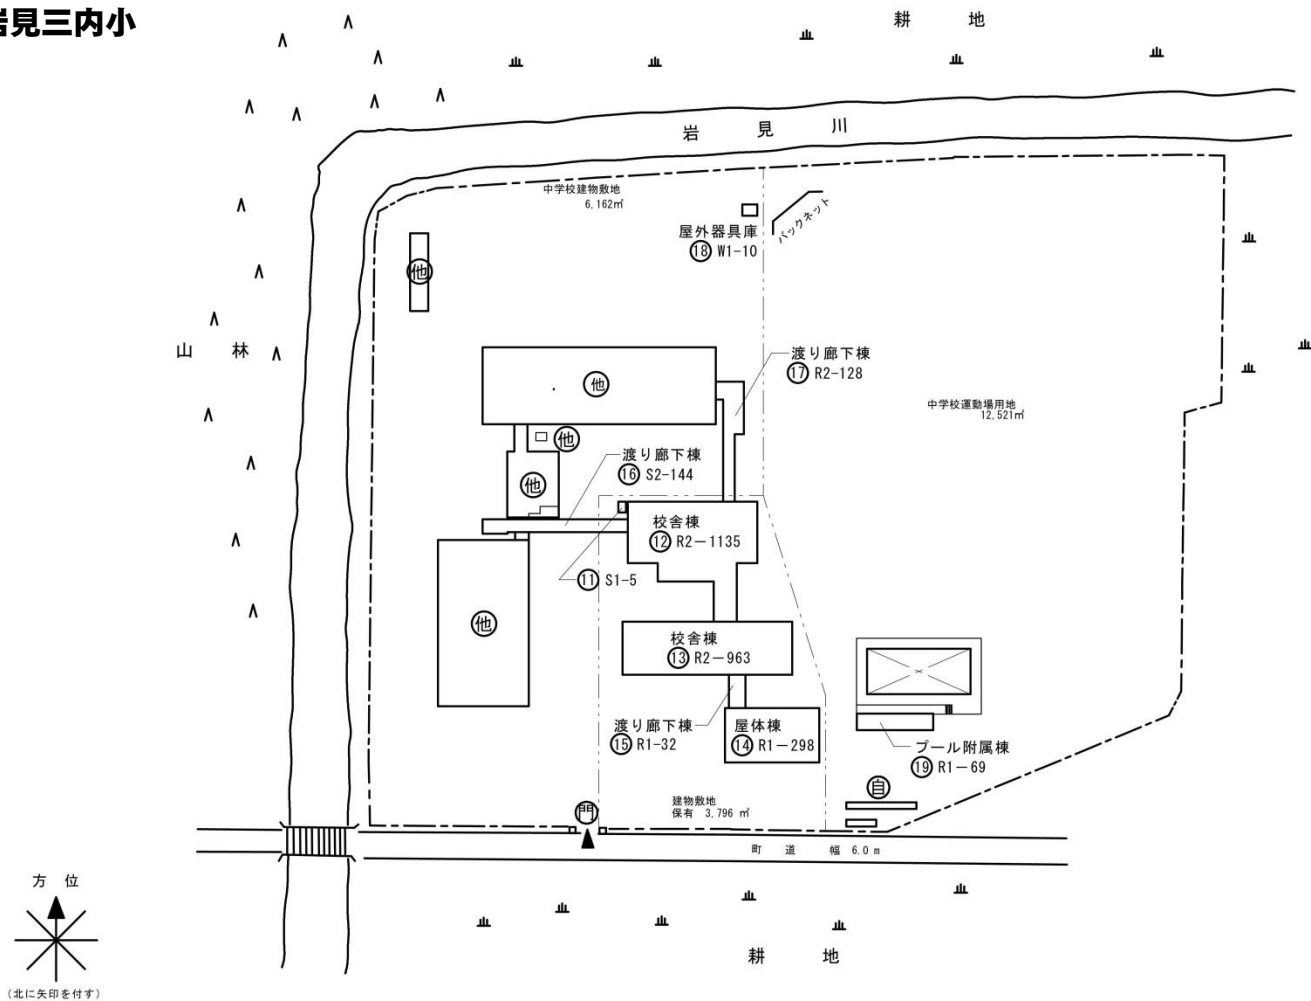 岩見三内小
耕 地
岩 見 川
中学校建物敷地
6,162㎡
バックネット
屋外器具庫
⑱ W1-10
他
山 林
渡り廊下棟
⑰ R2-128
他
中学校運動場用地
12,521㎡
他
渡り廊下棟
⑯ S2-144
他
校舎棟
⑫ R2-1135
⑪ S1-5
他
校舎棟
⑬ R2-963
渡り廊下棟
⑮ R1-32
屋体棟
⑭ R1-298
プール附属棟
⑲ R1-69
自
建物敷地
保有 3,796 ㎡
門
町 道 幅 6.0m
方 位
耕 地
(北に矢印を付す)